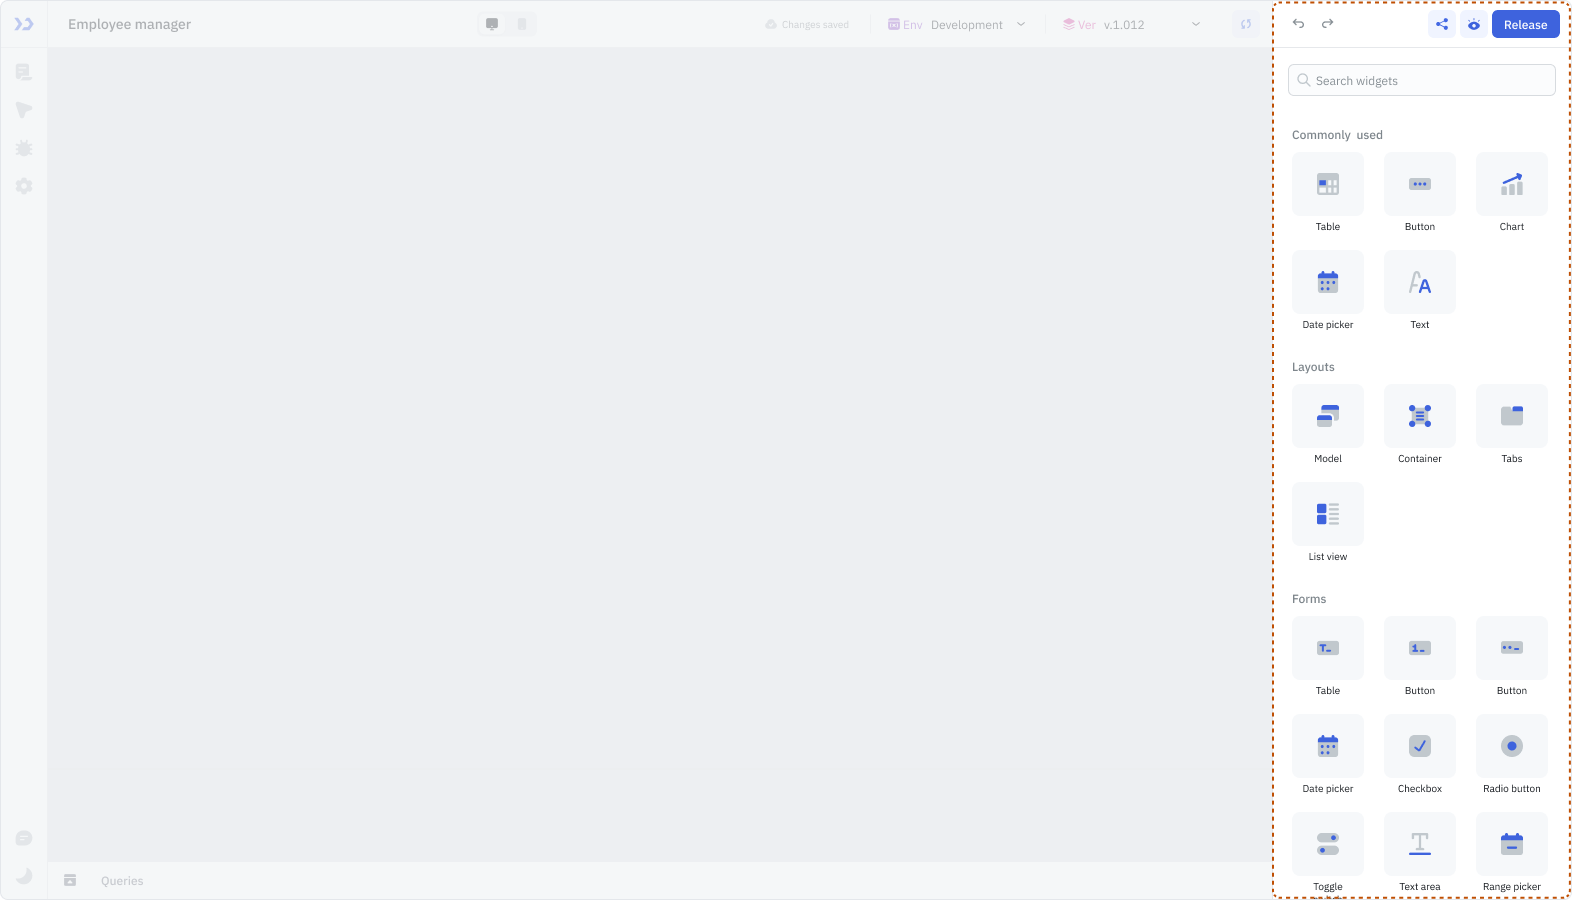 Employee manager
Changes saved
Env Development
Ver v.1.012
Release
Search widgets
Commonly used
Table
Button
Chart
Date picker
Text
Layouts
Model
Container
Tabs
List view
Forms
Table
Button
Button
Date picker
Checkbox
Radio button
Toggle
Text area
Range picker
Queries